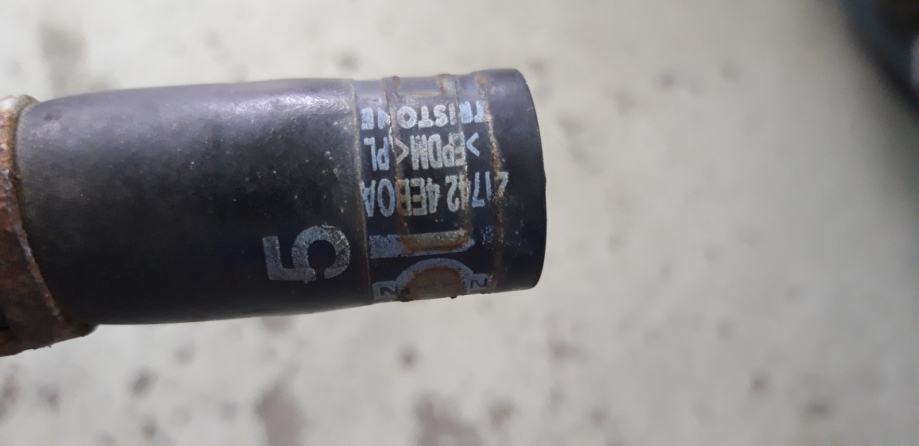 TRISTONE
>EPDM< PL
21742 4EB0A
5